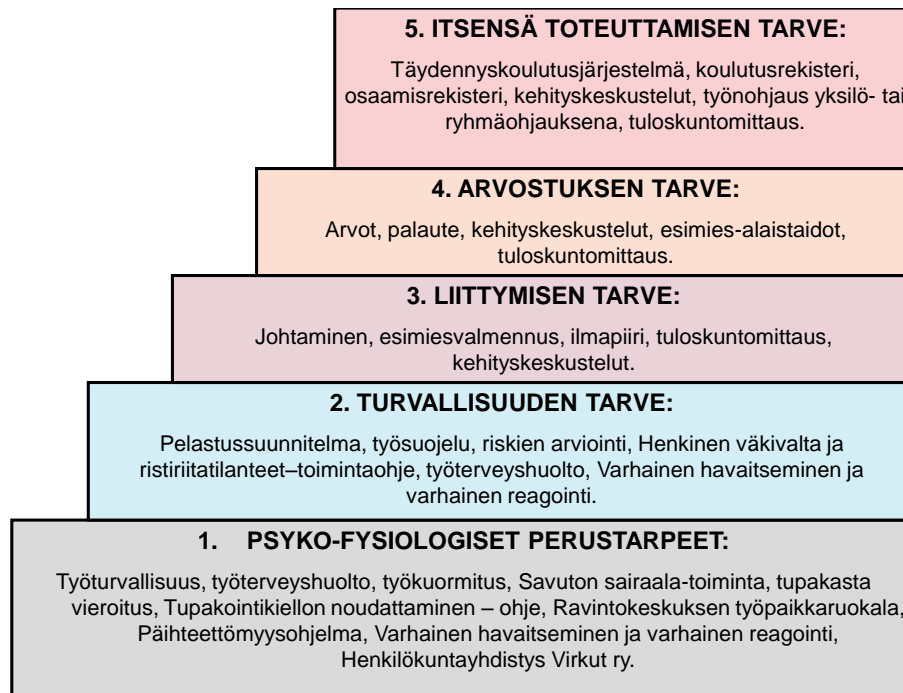 5. ITSENSÄ TOTEUTTAMISEN TARVE:
Täydennyskoulutusjärjestelmä, koulutusrekisteri,
osaamisrekisteri, kehityskeskustelut, työnohjaus yksilö- tai
ryhmäohjauksena, tuloskuntomittaus.
4. ARVOSTUKSEN TARVE:
Arvot, palaute, kehityskeskustelut, esimies-alaistaidot,
tuloskuntomittaus.
3. LIITTYMISEN TARVE:
Johtaminen, esimiesvalmennus, ilmapiiri, tuloskuntomittaus,
kehityskeskustelut.
2. TURVALLISUUDEN TARVE:
Pelastussuunnitelma, työsuojelu, riskien arviointi, Henkinen väkivalta ja
ristiriitatilanteet–toimintaohje, työterveyshuolto, Varhainen havaitseminen ja
varhainen reagointi.
1. PSYKO-FYSIOLOGISET PERUSTARPEET:
Työturvallisuus, työterveyshuolto, työkuormitus, Savuton sairaala-toiminta, tupakasta
vieroitus, Tupakointikiellon noudattaminen – ohje, Ravintokeskuksen työpaikkaruokala,
Päihteettömyysohjelma, Varhainen havaitseminen ja varhainen reagointi,
Henkilökuntayhdistys Virkut ry.